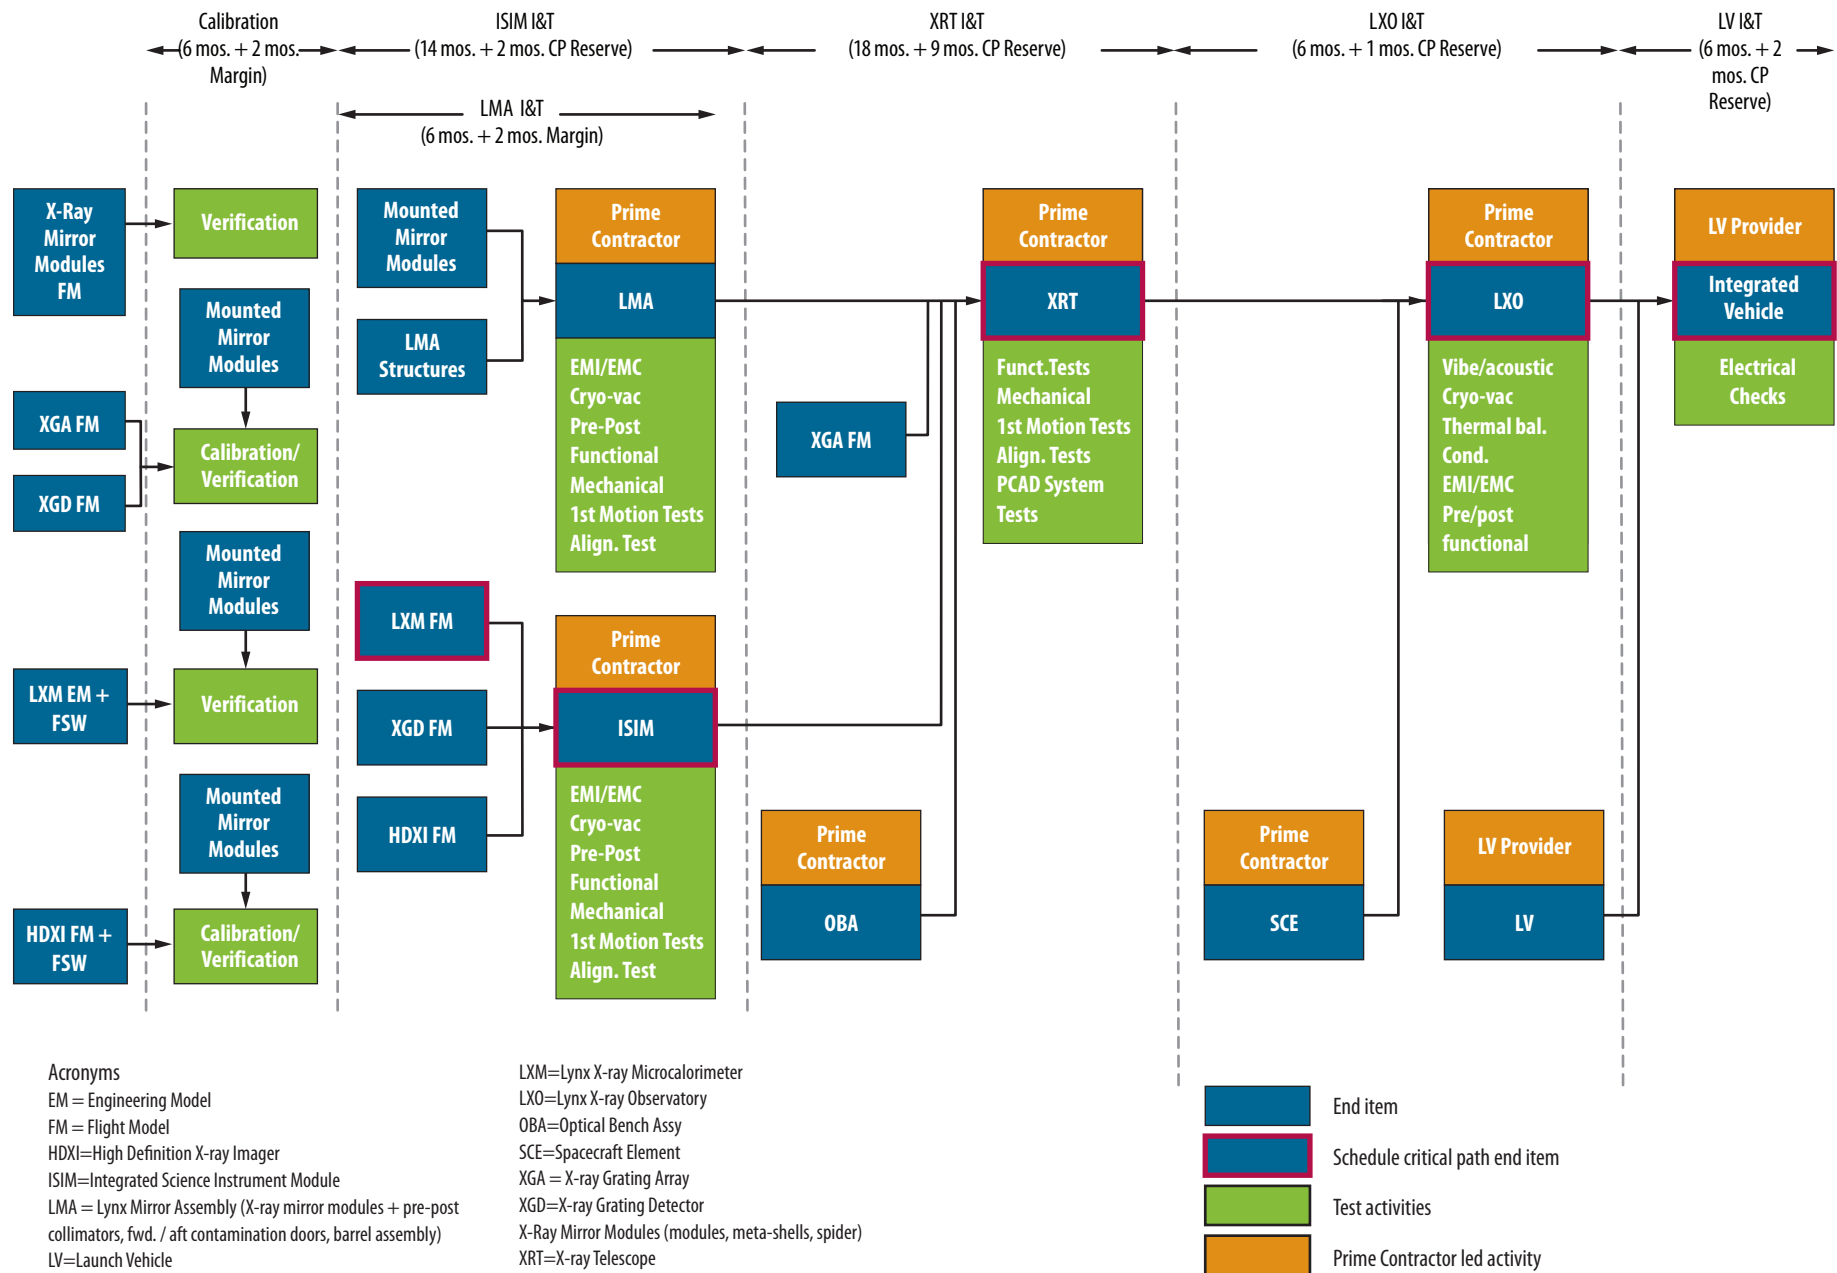 Calibration
(6 mos. + 2 mos.
Margin)
ISIM I&T
(14 mos. + 2 mos. CP Reserve)
XRT I&T
(18 mos. + 9 mos. CP Reserve)
LXO I&T
(6 mos. + 1 mos. CP Reserve)
LV I&T
(6 mos. + 2
mos. CP
Reserve)
LMA I&T
(6 mos. + 2 mos. Margin)
X-Ray
Mirror
Modules
FM
Verification
Mounted
Mirror
Modules
XGA FM
XGD FM
Calibration/
Verification
Mounted
Mirror
Modules
LXM EM +
FSW
Verification
Mounted
Mirror
Modules
HDXI FM +
FSW
Calibration/
Verification
Mounted
Mirror
Modules
LMA
Structures
Prime
Contractor
LMA
EMI/EMC
Cryo-vac
Pre-Post
Functional
Mechanical
1st Motion Tests
Align. Test
LXM FM
XGD FM
HDXI FM
Prime
Contractor
ISIM
EMI/EMC
Cryo-vac
Pre-Post
Functional
Mechanical
1st Motion Tests
Align. Test
XGA FM
Prime
Contractor
OBA
Prime
Contractor
XRT
Funct.Tests
Mechanical
1st Motion Tests
Align. Tests
PCAD System
Tests
Prime
Contractor
SCE
Prime
Contractor
LXO
Vibe/acoustic
Cryo-vac
Thermal bal.
Cond.
EMI/EMC
Pre/post
functional
LV Provider
LV
LV Provider
Integrated
Vehicle
Electrical
Checks
Acronyms
EM = Engineering Model
FM = Flight Model
HDXI=High Definition X-ray Imager
ISIM=Integrated Science Instrument Module
LMA = Lynx Mirror Assembly (X-ray mirror modules + pre-post
collimators, fwd. / aft contamination doors, barrel assembly)
LV=Launch Vehicle
LXM=Lynx X-ray Microcalorimeter
LXO=Lynx X-ray Observatory
OBA=Optical Bench Assy
SCE=Spacecraft Element
XGA = X-ray Grating Array
XGD=X-ray Grating Detector
X-Ray Mirror Modules (modules, meta-shells, spider)
XRT=X-ray Telescope
End item
Schedule critical path end item
Test activities
Prime Contractor led activity